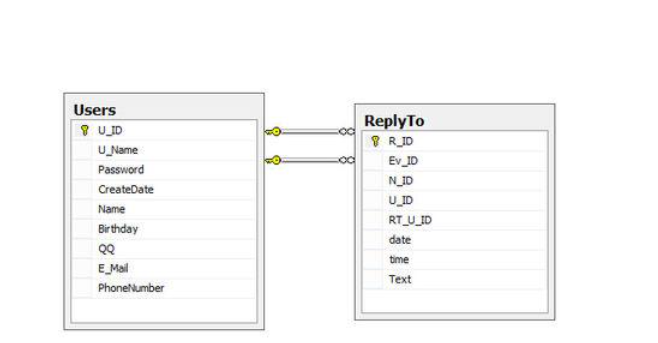 Users
U_ID
U_Name
Password
CreateDate
Name
Birthday
QQ
E_Mail
PhoneNumber
ReplyTo
R_ID
Ev_ID
N_ID
U_ID
RT_U_ID
date
time
Text